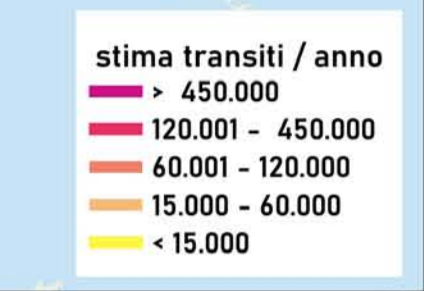 stima transiti / anno
> 450.000
120.001 - 450.000
60.001 - 120.000
15.000 - 60.000
< 15.000